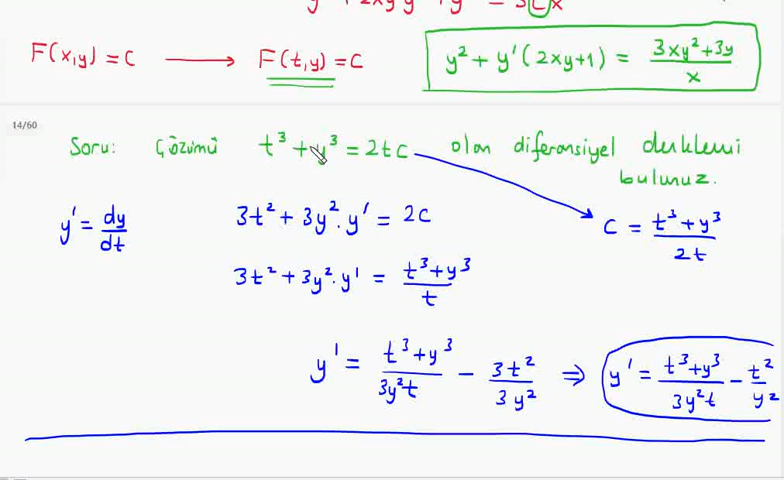 F(x,y) = C → F(t,y) = C
y² + y'(2xy+1) = (3xy²+3y)/x
14/60
Soru: Çözümü t³ + y³ = 2tc olan diferansiyel denklemi
bulunuz.
y' = dy/dt
3t² + 3y².y' = 2c
c = (t³+y³)/2t
3t² + 3y².y' = (t³+y³)/t
y' = (t³+y³)/3y²t - 3t²/3y² ⇒ y' = (t³+y³)/3y²t - t²/y²